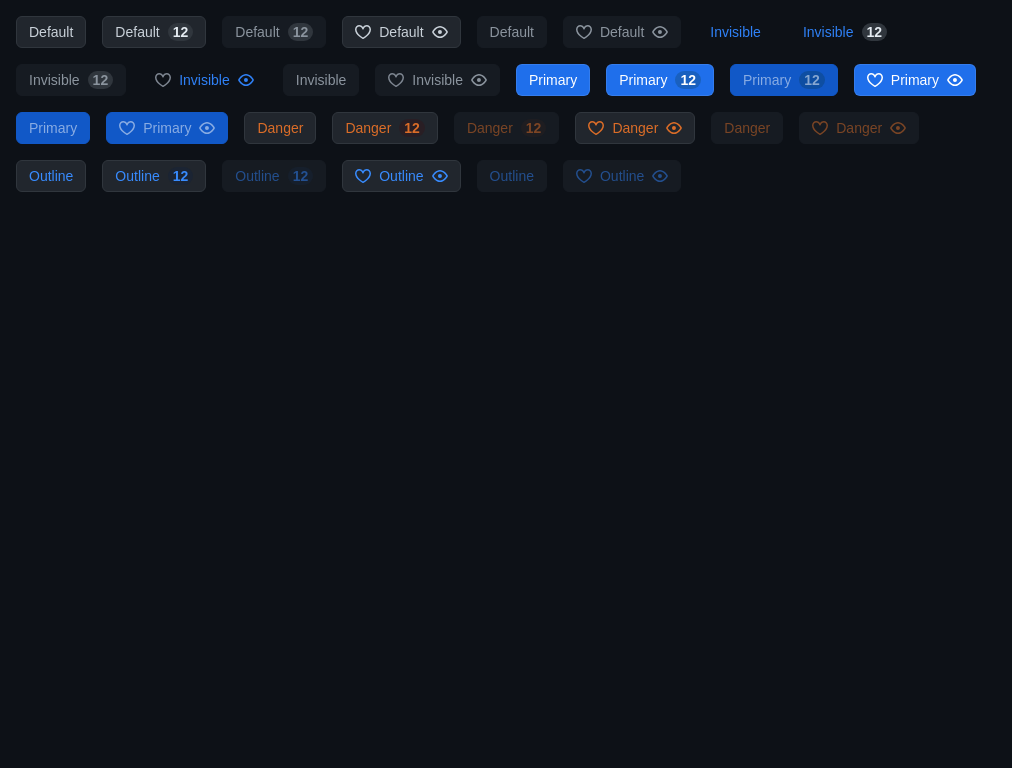 Default Default 12 Default 12 Default Default Default Invisible Invisible 12
Invisible 12 Invisible Invisible Invisible Primary Primary 12 Primary 12 Primary
Primary Primary Danger Danger 12 Danger 12 Danger Danger Danger
Outline Outline 12 Outline 12 Outline Outline Outline